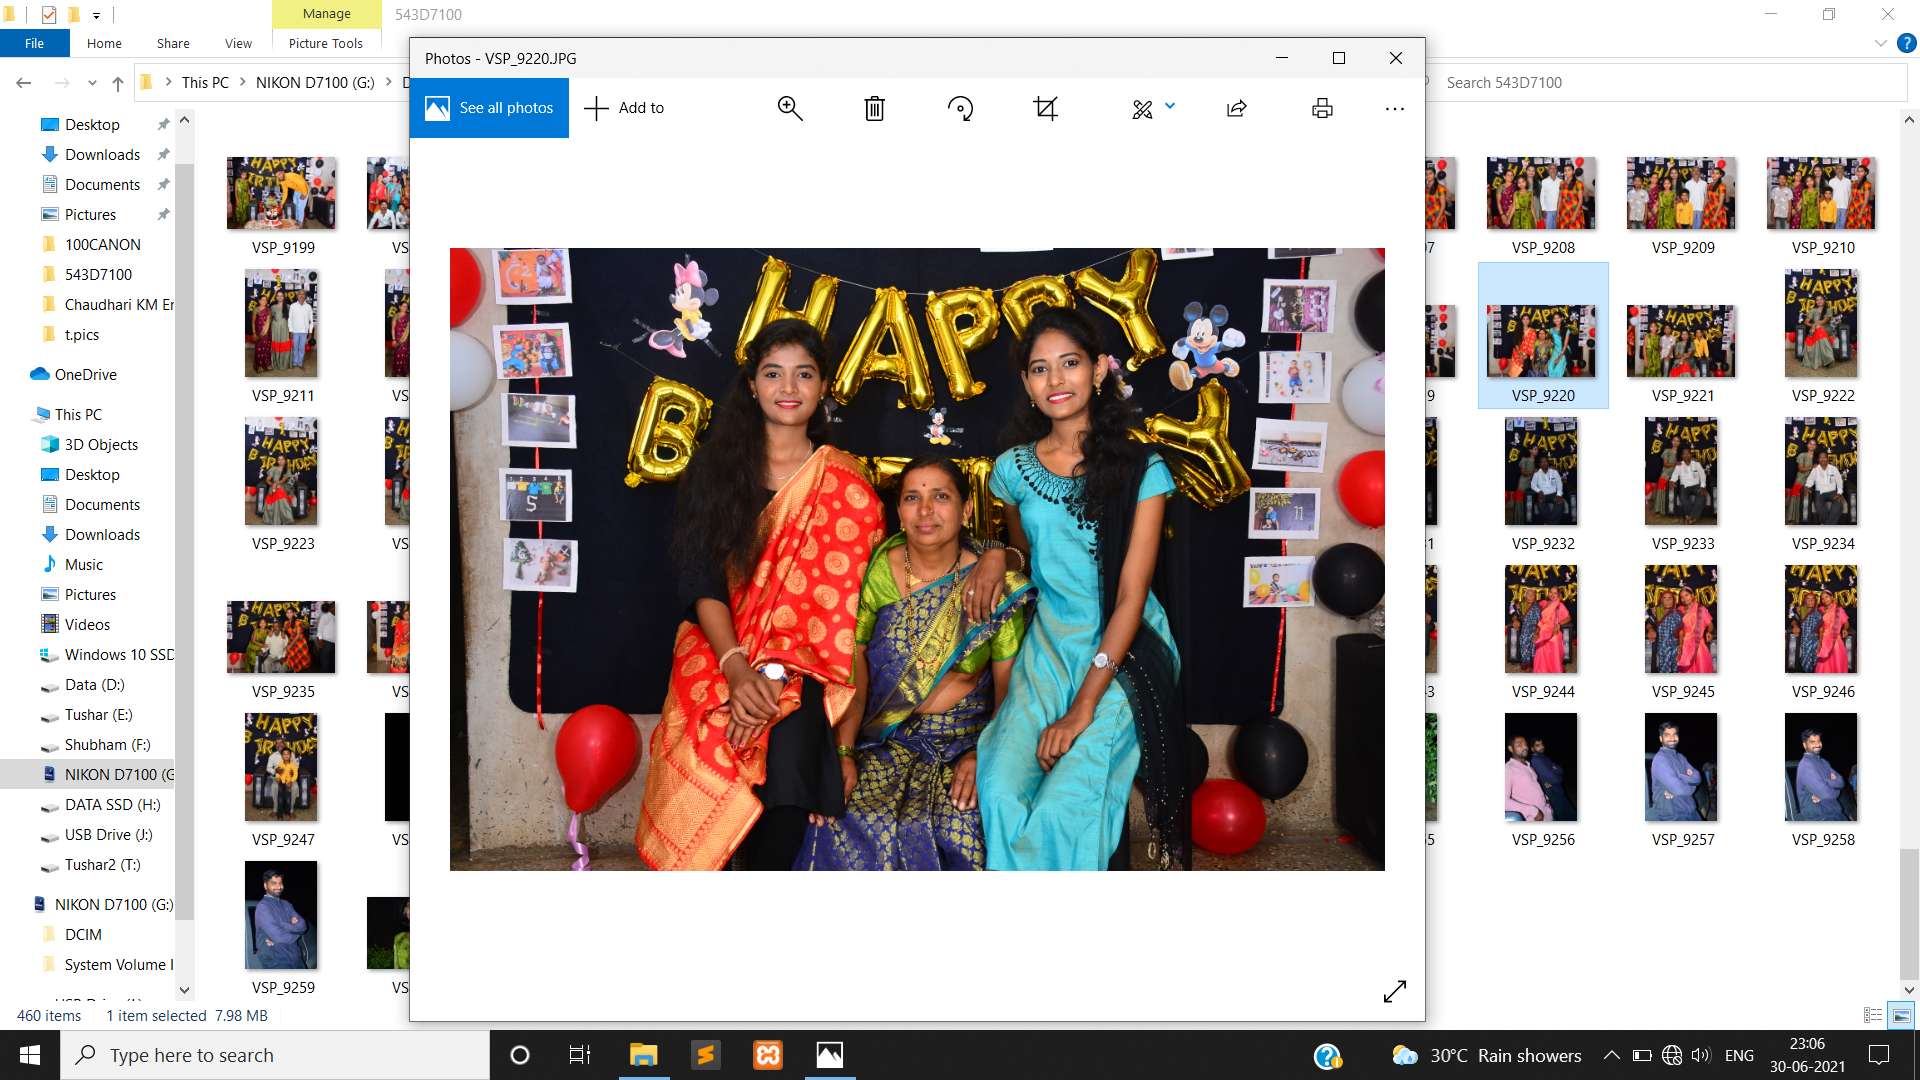 Manage
543D7100
File
Home
Share
View
Picture Tools
This PC
NIKON D7100 (G:)
Search 543D7100
Photos - VSP_9220.JPG
See all photos
Add to
Desktop
Downloads
Documents
Pictures
100CANON
543D7100
Chaudhari KM Er
t.pics
OneDrive
This PC
3D Objects
Desktop
Documents
Downloads
Music
Pictures
Videos
Windows 10 SSD
Data (D:)
Tushar (E:)
Shubham (F:)
NIKON D7100 (G
DATA SSD (H:)
USB Drive (J:)
Tushar2 (T:)
NIKON D7100 (G:)
DCIM
System Volume I
VSP_9199
VS
VSP_9211
VS
VSP_9223
VS
VSP_9235
VS
VSP_9247
VS
VSP_9259
VS
HAPPY
5
11
VSP_9208
VSP_9209
VSP_9210
VSP_9220
VSP_9221
VSP_9222
VSP_9232
VSP_9233
VSP_9234
VSP_9244
VSP_9245
VSP_9246
VSP_9256
VSP_9257
VSP_9258
460 items
1 item selected 7.98 MB
Type here to search
30°C Rain showers
ENG
23:06
30-06-2021